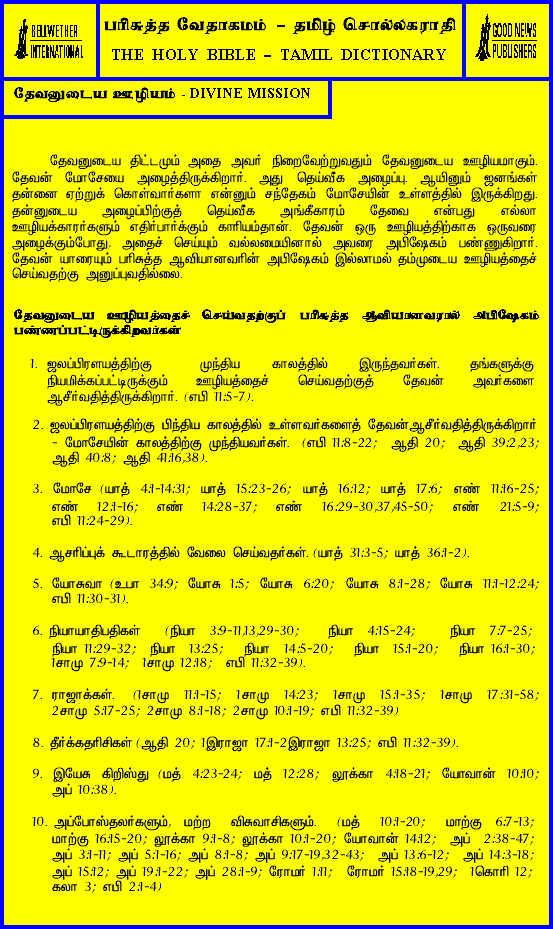 BELLWETHER INTERNATIONAL
பரிசுத்த வேதாகமம் – தமிழ் சொல்லகராதி
THE HOLY BIBLE – TAMIL DICTIONARY
GOOD NEWS PUBLISHERS
தேவனுடைய ஊழியம் - DIVINE MISSION
தேவனுடைய திட்டமும் அதை அவர் நிறைவேற்றுவதும் தேவனுடைய ஊழியமாகும்.
தேவன் மோசேயை அழைத்திருக்கிறார். அது தெய்வீக அழைப்பு. ஆயினும் ஜனங்கள்
தன்னை ஏற்றுக் கொள்வார்களா என்னும் சந்தேகம் மோசேயின் உள்ளத்தில் இருக்கிறது.
தன்னுடைய அழைப்பிற்குத் தெய்வீக அங்கீகாரம் தேவை என்பது எல்லா
ஊழியக்காரர்களும் எதிர்பார்க்கும் காரியம்தான். தேவன் ஒரு ஊழியத்திற்காக ஒருவரை
அழைக்கும்போது, அதைச் செய்யும் வல்லமையினால் அவரை அபிஷேகம் பண்ணுகிறார்.
தேவன் யாரையும் பரிசுத்த ஆவியானவரின் அபிஷேகம் இல்லாமல் தம்முடைய ஊழியத்தைச்
செய்வதற்கு அனுப்புவதில்லை.
தேவனுடைய ஊழியத்தைச் செய்வதற்குப் பரிசுத்த ஆவியானவரால் அபிஷேகம்
பண்ணப்பட்டிருக்கிறவர்கள்
1. ஜலப்பிரளயத்திற்கு முந்திய காலத்தில் இருந்தவர்கள். தங்களுக்கு
நியமிக்கப்பட்டிருக்கும் ஊழியத்தைச் செய்வதற்குத் தேவன் அவர்களை
ஆசீர்வதித்திருக்கிறார். (எபி 11:5-7).
2. ஜலப்பிரளயத்திற்கு பிந்திய காலத்தில் உள்ளவர்களைத் தேவன்ஆசீர்வதித்திருக்கிறார்
- மோசேயின் காலத்திற்கு முந்தியவர்கள். (எபி 11:8-22; ஆதி 20; ஆதி 39:2,23;
ஆதி 40:8; ஆதி 41:16,38).
3. மோசே (யாத் 4:1-14:31; யாத் 15:23-26; யாத் 16:12; யாத் 17:6; எண் 11:16-25;
எண் 12:1-16; எண் 14:28-37; எண் 16:29-30,37,45-50; எண் 21:5-9;
எபி 11:24-29).
4. ஆசரிப்புக் கூடாரத்தில் வேலை செய்வதர்கள். (யாத் 31:3-5; யாத் 36:1-2).
5. யோசுவா (உபா 34:9; யோசு 1:5; யோசு 6:20; யோசு 8:1-28; யோசு 11:1-12:24;
எபி 11:30-31).
6. நியாயாதிபதிகள் (நியா 3:9-11,13,29-30; நியா 4:15-24; நியா 7:7-25;
நியா 11:29-32; நியா 13:25; நியா 14:5-20; நியா 15:1-20; நியா 16:1-30;
1சாமு 7:9-14; 1சாமு 12:18; எபி 11:32-39).
7. ராஜாக்கள். (1சாமு 11:1-15; 1சாமு 14:23; 1சாமு 15:1-35; 1சாமு 17:31-58;
2சாமு 5:17-25; 2சாமு 8:1-18; 2சாமு 10:1-19; எபி 11:32-39)
8. தீர்க்கதரிசிகள் (ஆதி 20; 1இராஜா 17:1-2இராஜா 13:25; எபி 11:32-39).
9. இயேசு கிறிஸ்து (மத் 4:23-24; மத் 12:28; லூக்கா 4:18-21; யோவான் 10:10;
அப் 10:38).
10. அப்போஸ்தலர்களும், மற்ற விசுவாசிகளும். (மத் 10:1-20; மாற்கு 6:7-13;
மாற்கு 16:15-20; லூக்கா 9:1-8; லூக்கா 10:1-20; யோவான் 14:12; அப் 2:38-47;
அப் 3:1-11; அப் 5:1-16; அப் 8:1-8; அப் 9:17-19,32-43; அப் 13:6-12; அப் 14:3-18;
அப் 15:12; அப் 19:1-22; அப் 28:1-9; ரோமர் 1:11; ரோமர் 15:18-19,29; 1கொரி 12;
கலா 3; எபி 2:1-4)